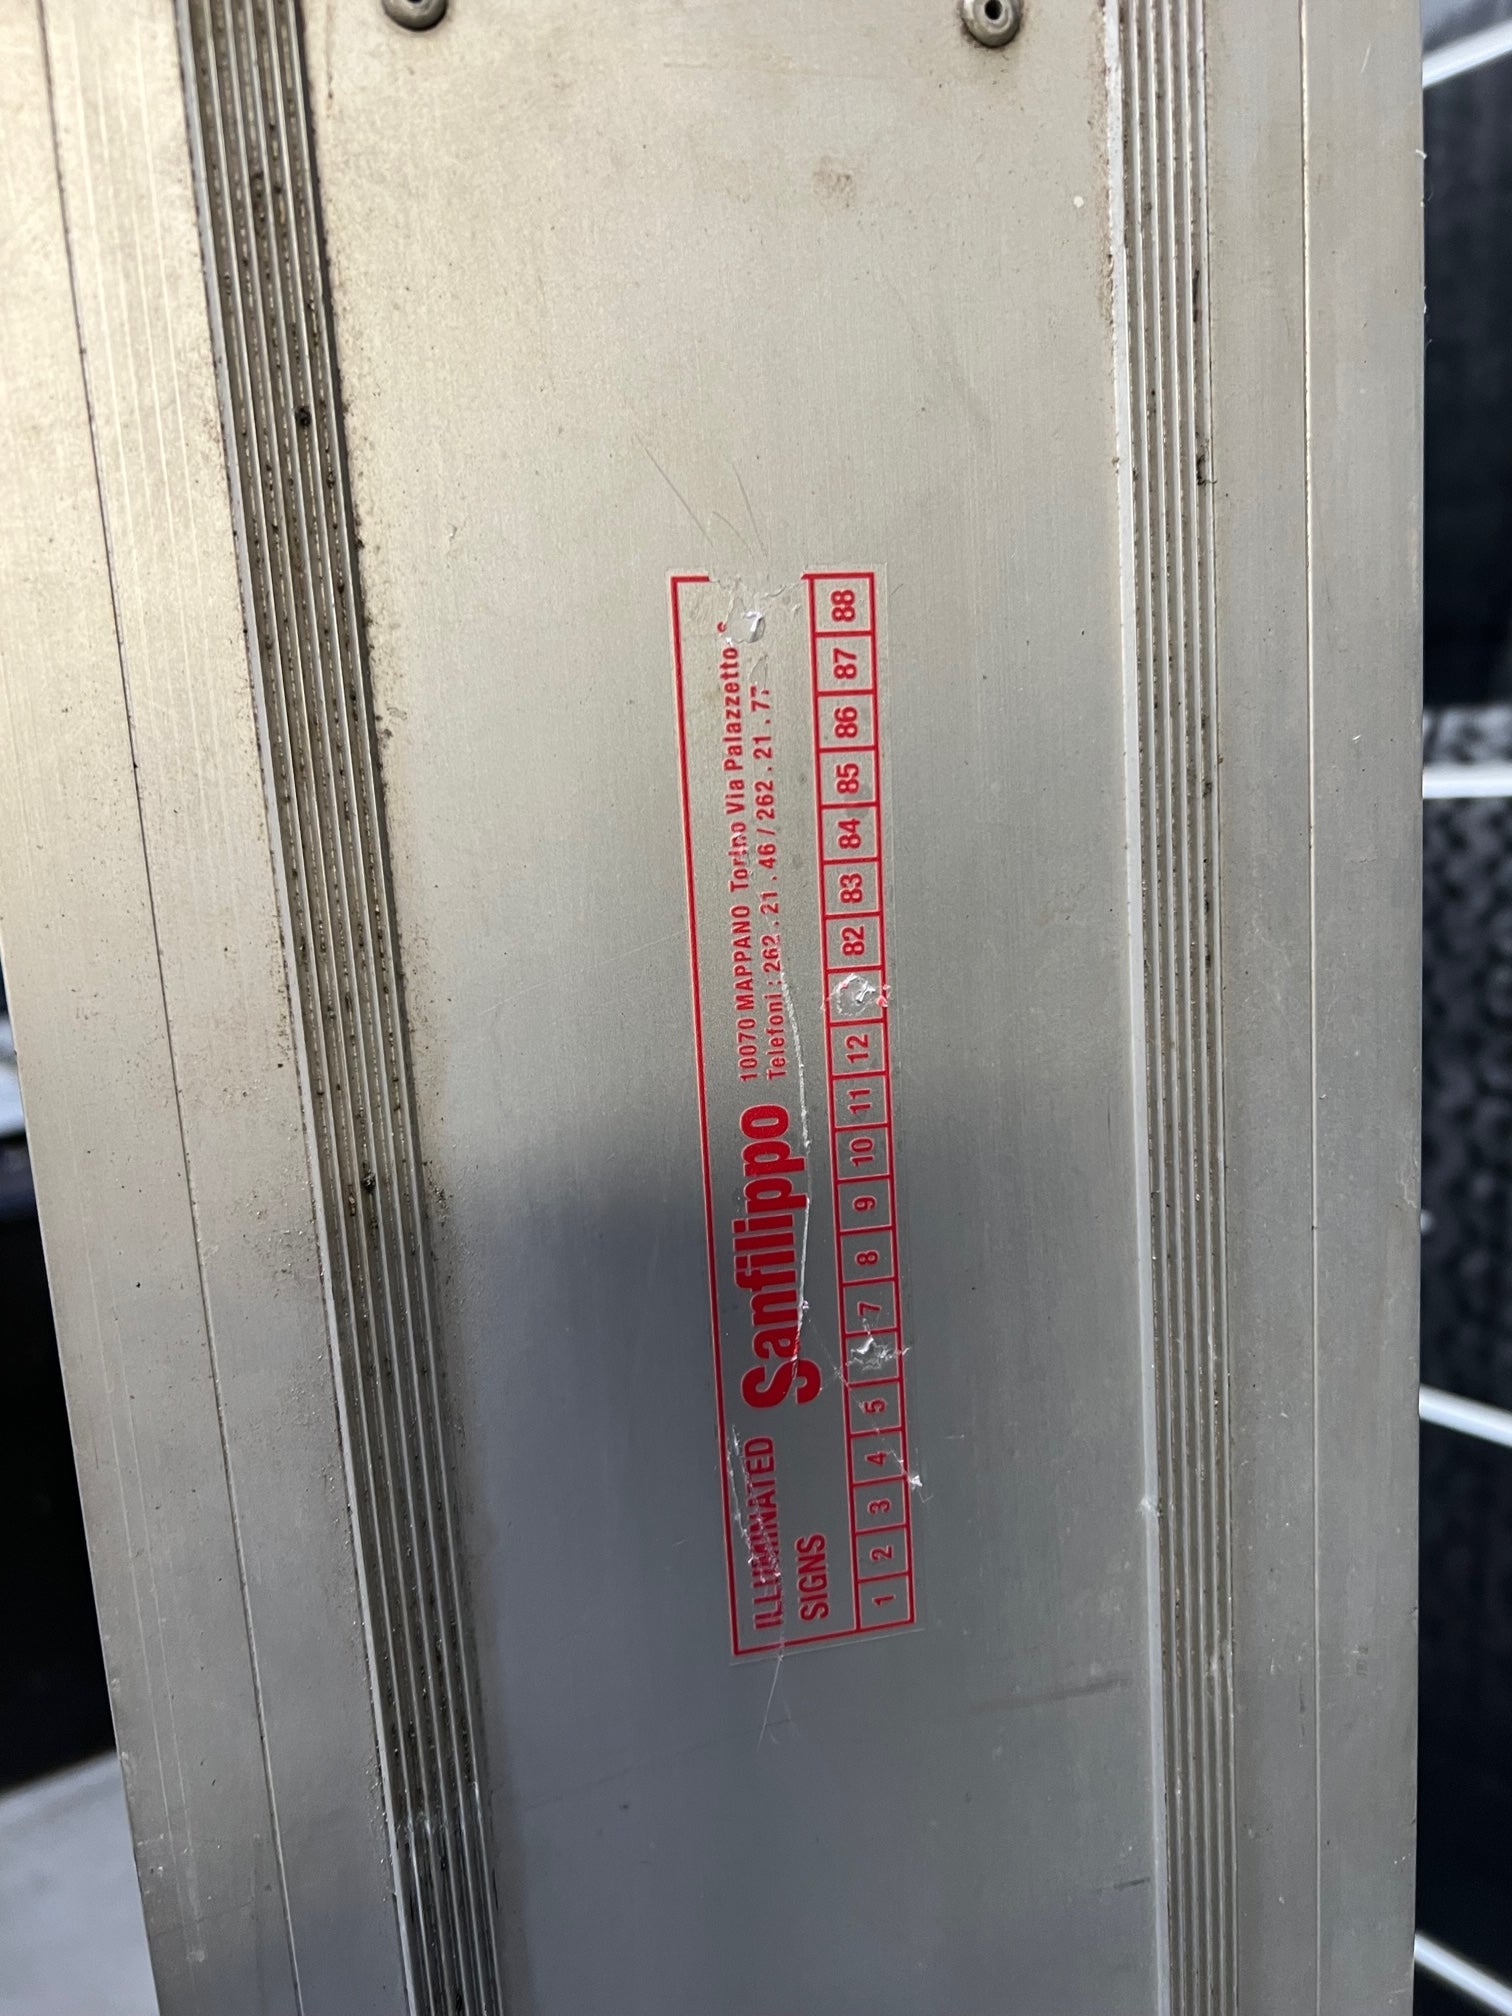 ILLUMINATED
SIGNS
Sanfilippo
10070 MAPPANO Torino Via Palazzetto
Telefoni: 262.21.46 / 262.21.77
1 2 3 4 5 7 8 9 10 11 12 82 83 84 85 86 87 88